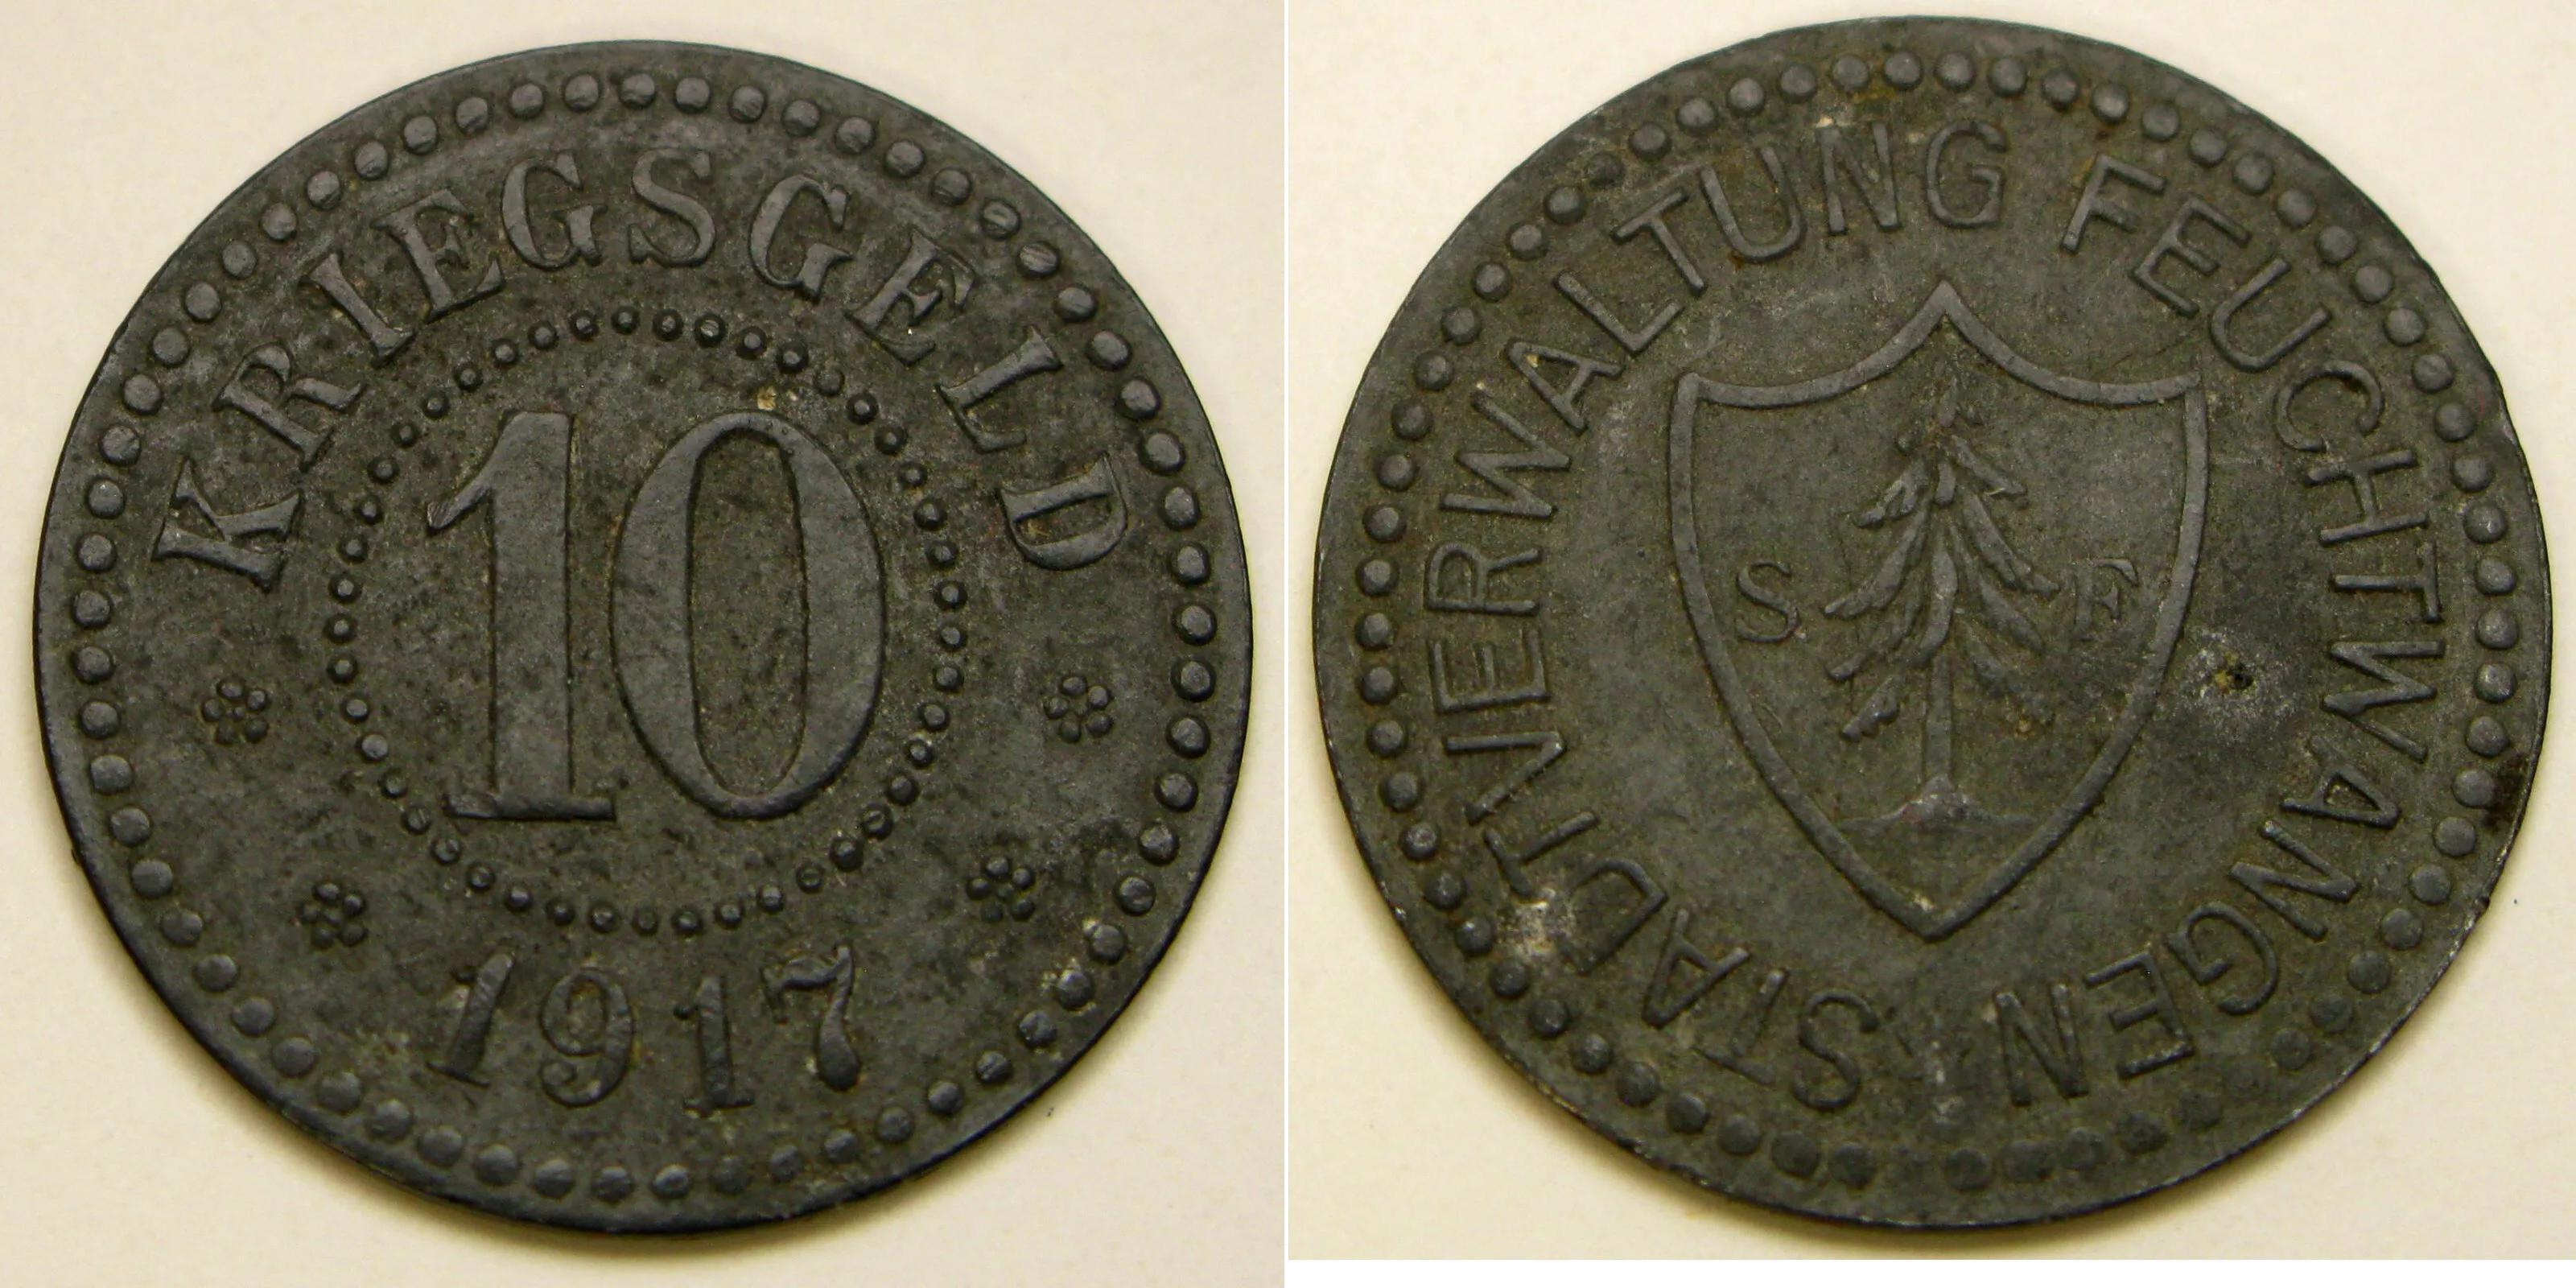 KRIEGSGELD
10
1917
STADTVERWALTUNG FEUCHTWANGEN
S F